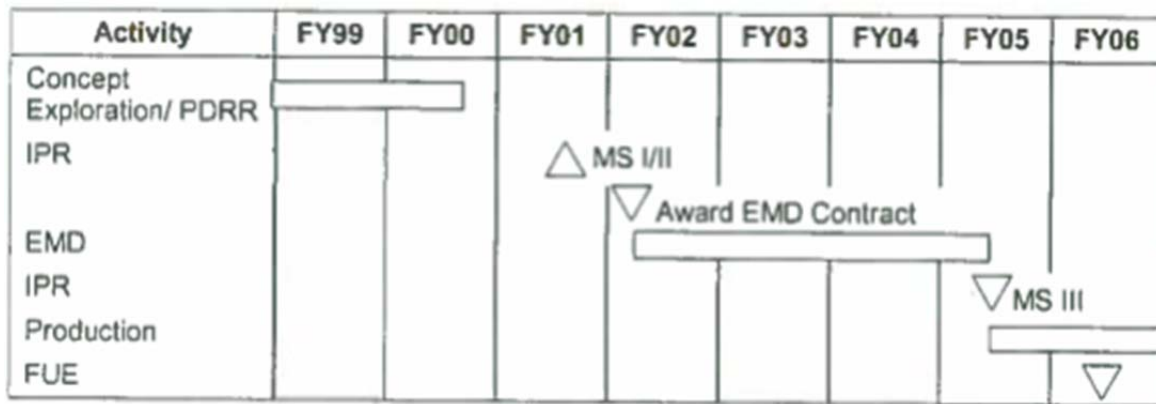 Activity FY99 FY00 FY01 FY02 FY03 FY04 FY05 FY06
Concept
Exploration/ PDRR
IPR MS I/II
Award EMD Contract
EMD
IPR MS III
Production
FUE